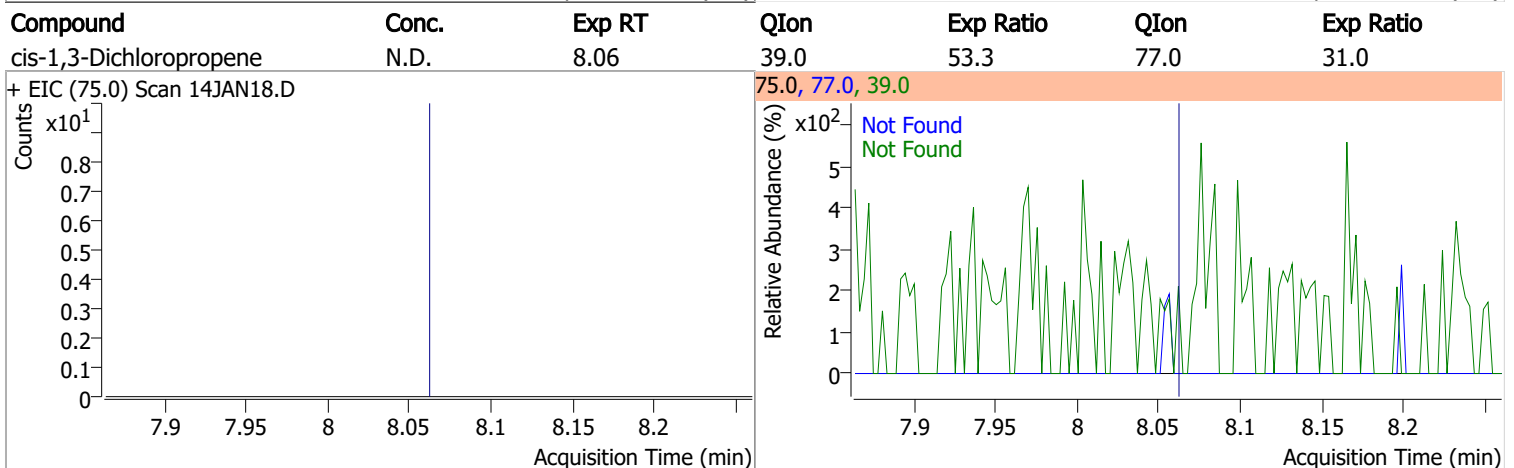 Compound Conc. Exp RT QIon Exp Ratio QIon Exp Ratio
cis-1,3-Dichloropropene N.D. 8.06 39.0 53.3 77.0 31.0
+ EIC (75.0) Scan 14JAN18.D
Counts
x10¹
0.8
0.7
0.6
0.5
0.4
0.3
0.2
0.1
0
7.9 7.95 8 8.05 8.1 8.15 8.2
Acquisition Time (min)
75.0, 77.0, 39.0
Relative Abundance (%)
x10²
Not Found
Not Found
5
4
3
2
1
0
7.9 7.95 8 8.05 8.1 8.15 8.2
Acquisition Time (min)